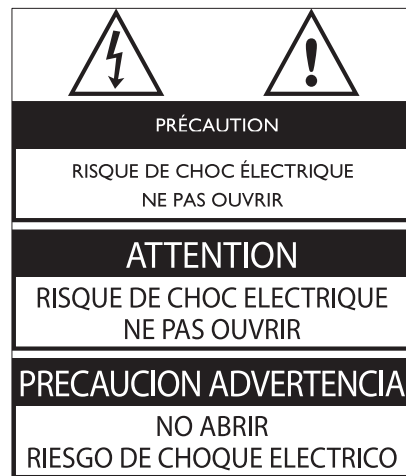 PRÉCAUTION
RISQUE DE CHOC ÉLECTRIQUE
NE PAS OUVRIR
ATTENTION
RISQUE DE CHOC ELECTRIQUE
NE PAS OUVRIR
PRECAUCION ADVERTENCIA
NO ABRIR
RIESGO DE CHOQUE ELECTRICO